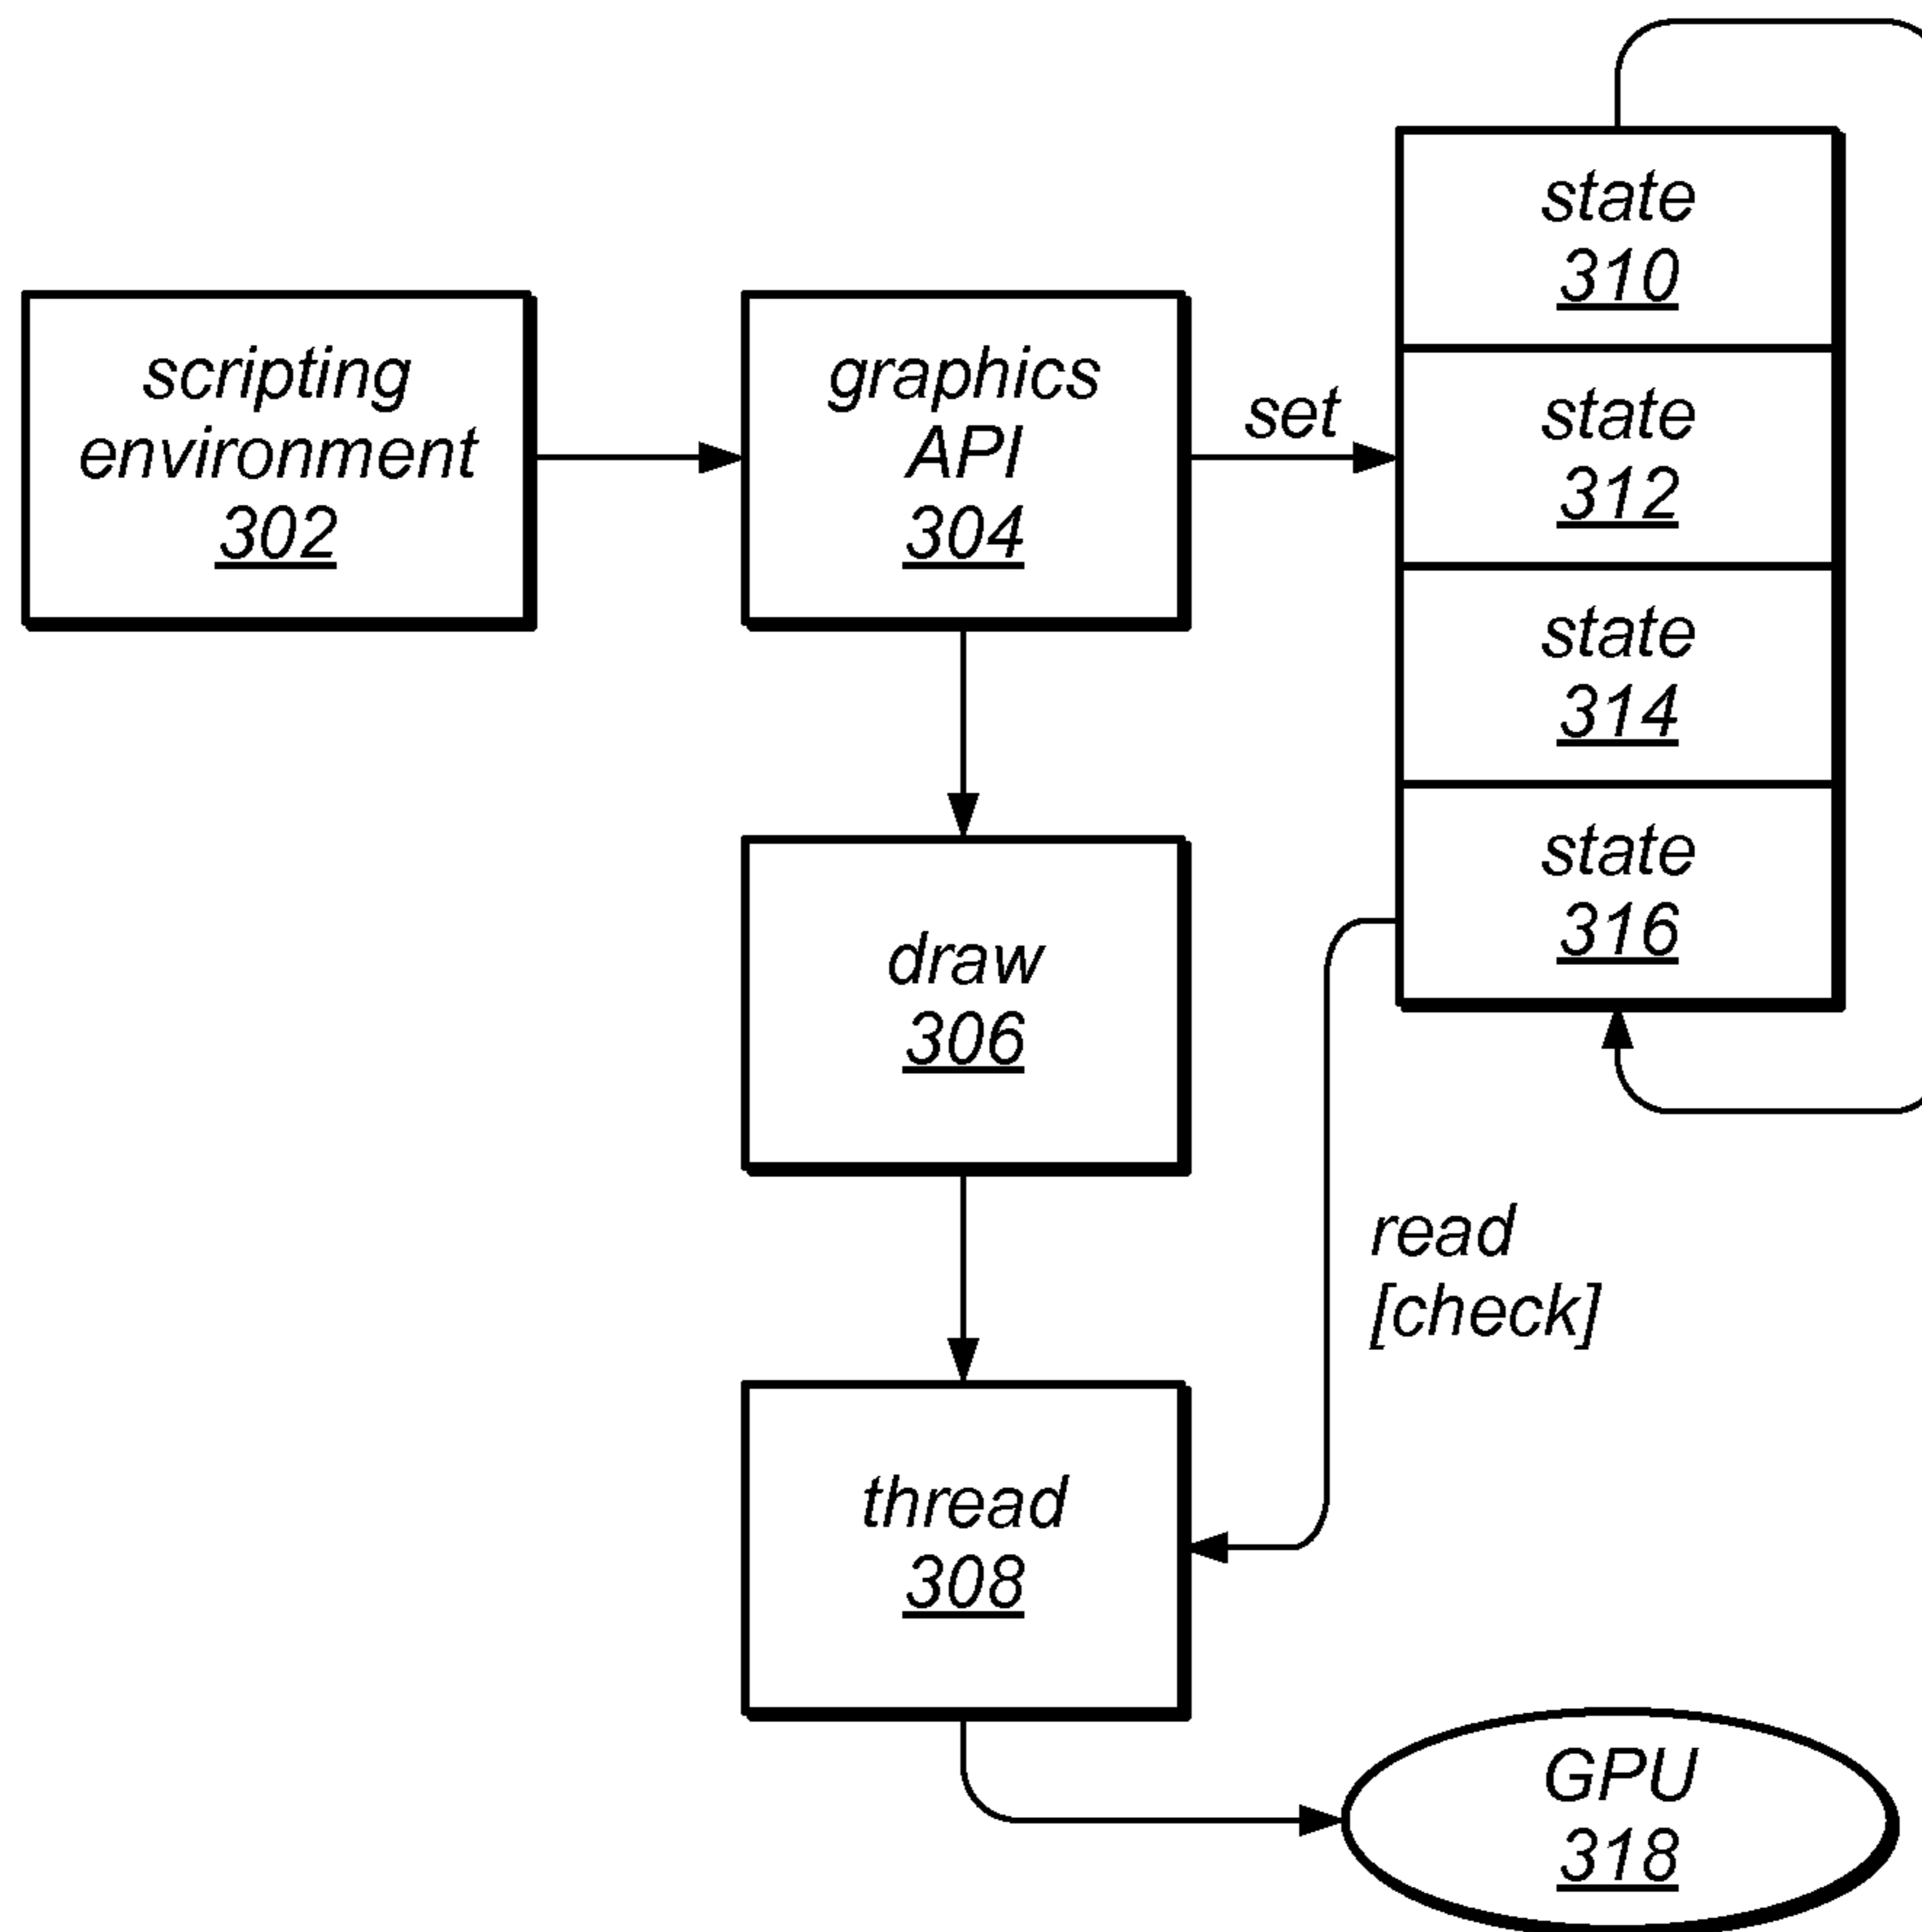 scripting
environment
302
graphics
API
304
set
state
310
state
312
state
314
state
316
draw
306
read
[check]
thread
308
GPU
318